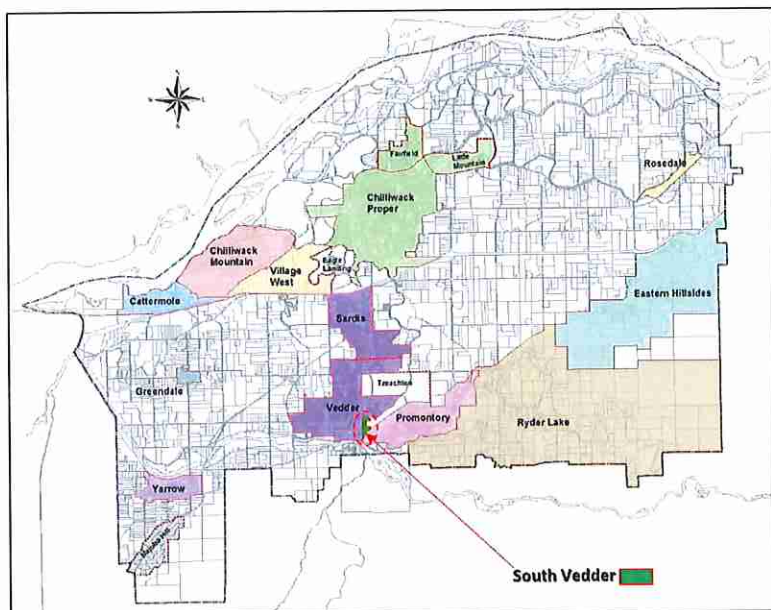 Fairfield
Little
Mountain
Rosedale
Chilliwack
Proper
Chilliwack
Mountain
Village
West
Eagle
Landing
Cattermole
Eastern Hillsides
Sardis
Greendale
Vedder
Promontory
Ryder Lake
Yarrow
South Vedder